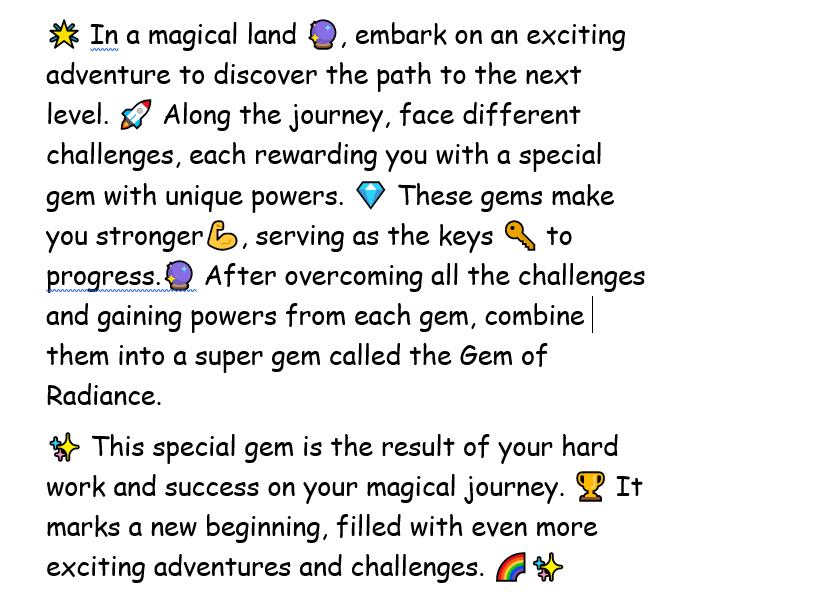 🌟 In a magical land 🔮, embark on an exciting
adventure to discover the path to the next
level. 🚀 Along the journey, face different
challenges, each rewarding you with a special
gem with unique powers. 💎 These gems make
you stronger💪, serving as the keys 🔑 to
progress.🔮 After overcoming all the challenges
and gaining powers from each gem, combine
them into a super gem called the Gem of
Radiance.
✨ This special gem is the result of your hard
work and success on your magical journey. 🏆 It
marks a new beginning, filled with even more
exciting adventures and challenges. 🌈✨